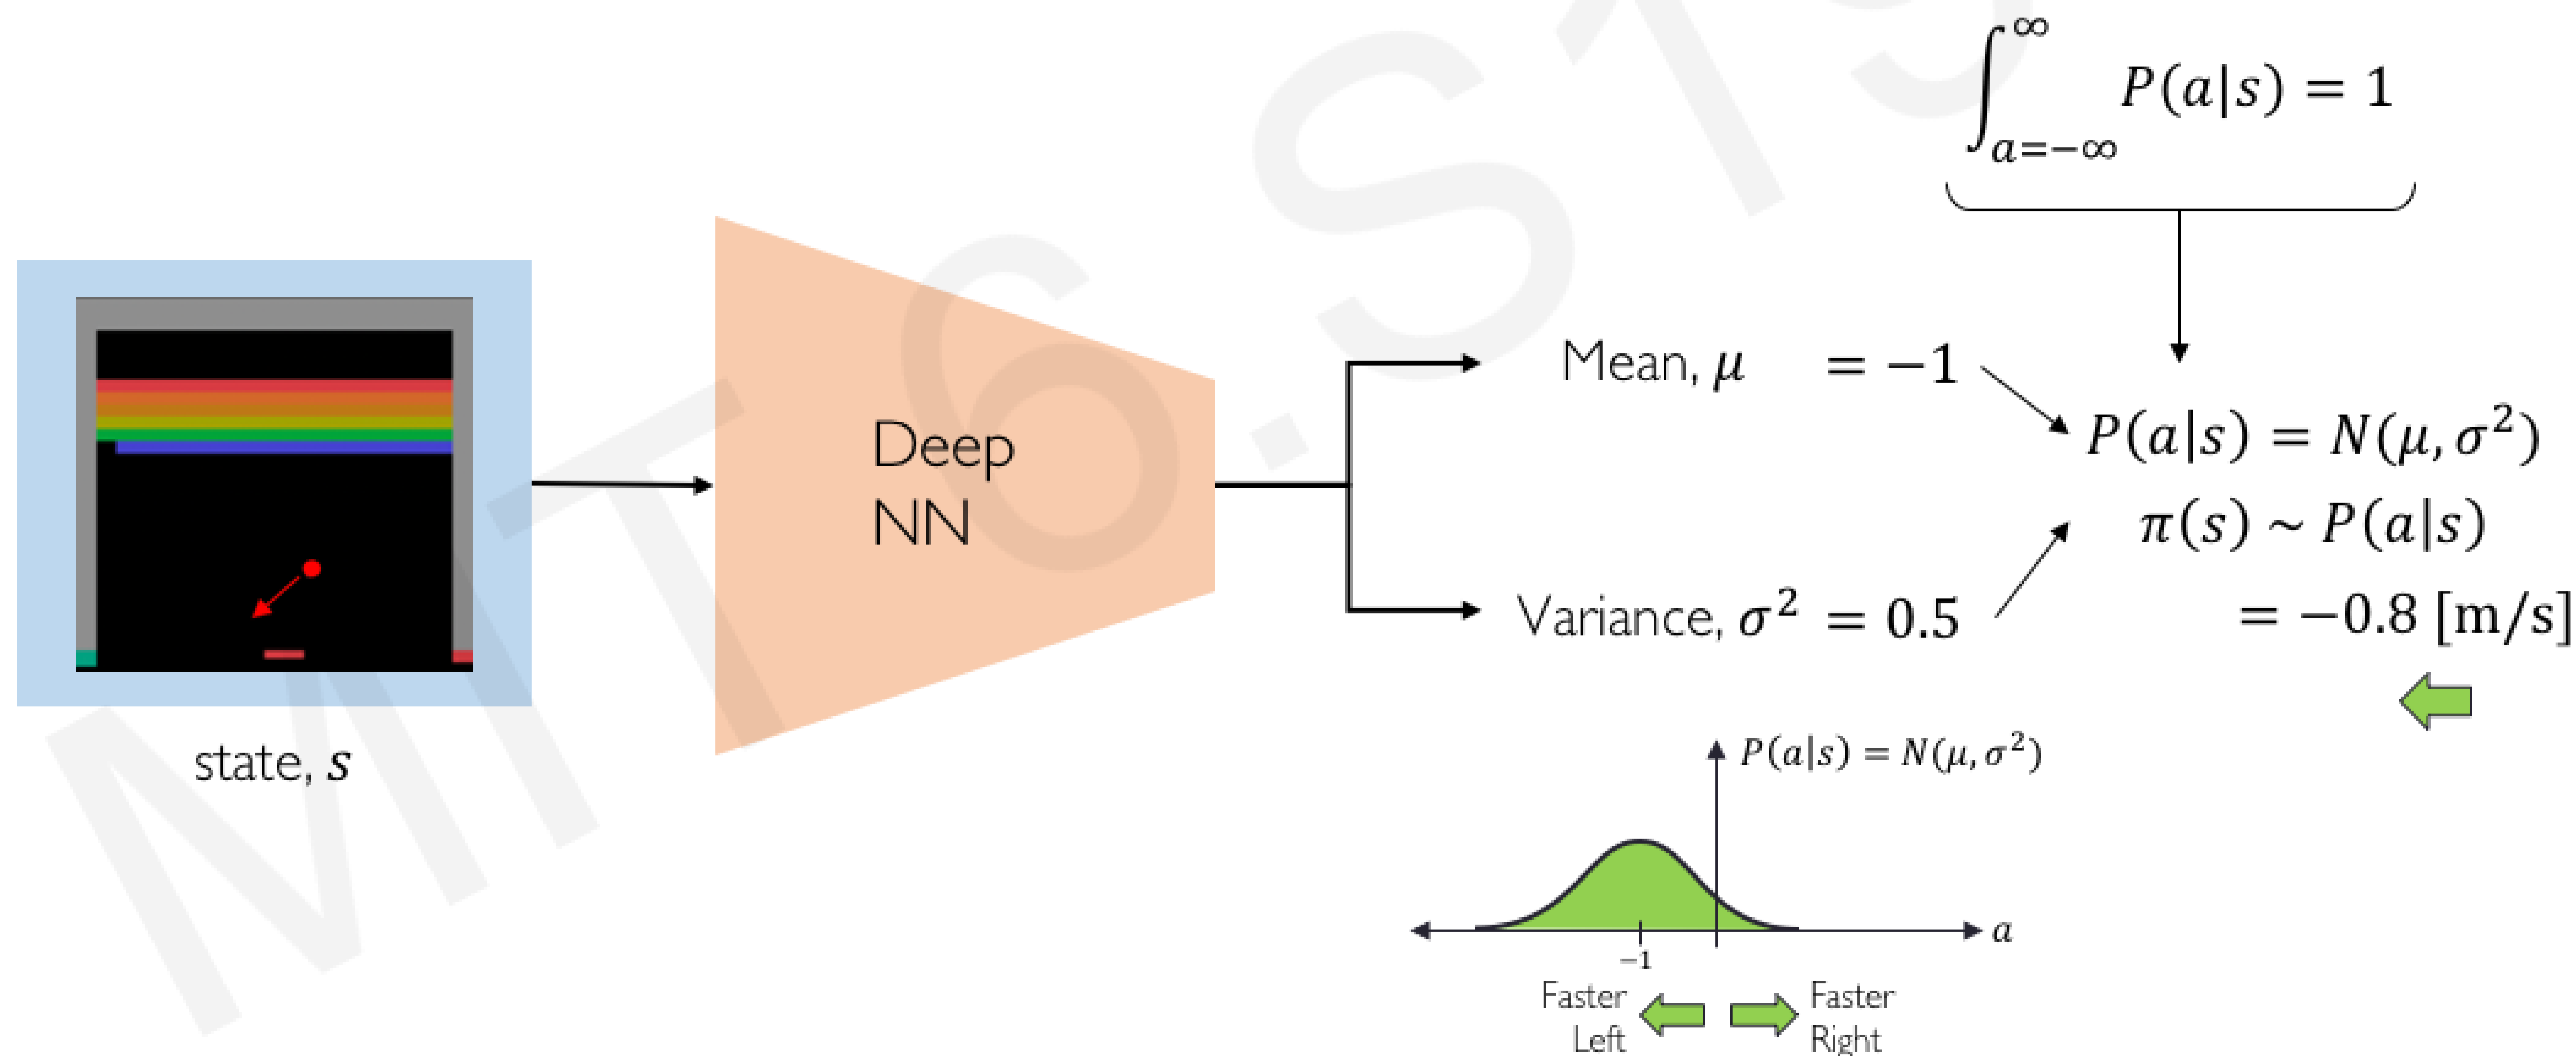 ∫_{a=−∞}^{∞} P(a|s) = 1
Deep
NN
Mean, μ = −1
Variance, σ² = 0.5
P(a|s) = N(μ, σ²)
π(s) ~ P(a|s)
= −0.8 [m/s]
state, s
P(a|s) = N(μ, σ²)
a
−1
Faster
Left
Faster
Right
MIT 6.S19